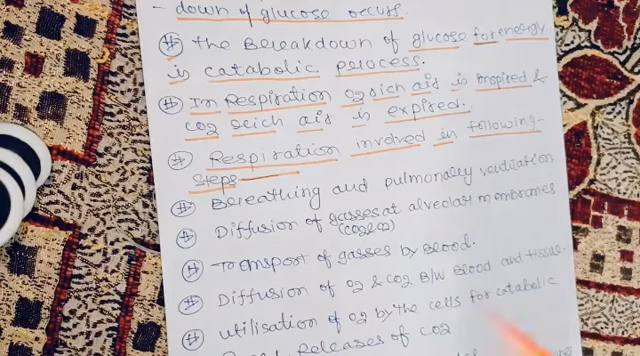 - down of glucose occurs.
# The Breakdown of glucose for energy
is catabolic process.
# In Respiration O2 rich air is Inspired &
CO2 reich air is expired.
# Respiration involved in following-
steps
# Breathing and pulmonary ventilation
# Diffusion of gasses at alveolar membranes
(CO2&O2)
# Transport of gasses by Blood.
# Diffusion of O2 & CO2 B/W Blood and tissue.
# Utilisation of O2 by the cells for catabolic
Releases of CO2